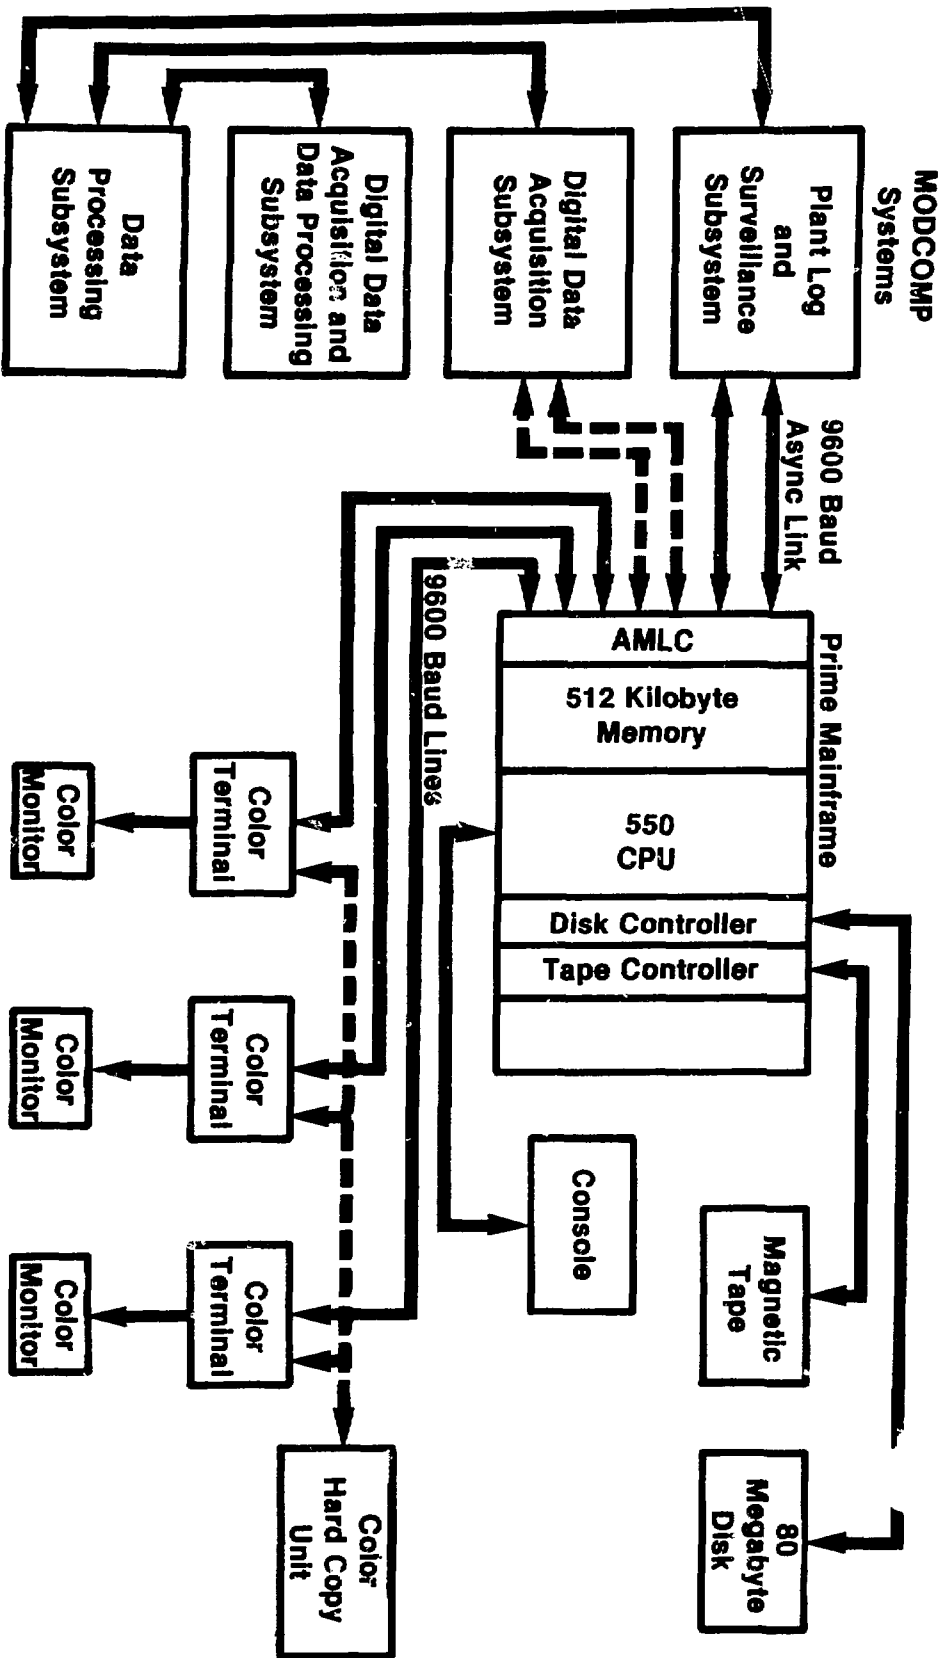 MODCOMP
Systems
Plant Log
and
Surveillance
Subsystem
Digital Data
Acquisition
Subsystem
Digital Data
Acquisition and
Data Processing
Subsystem
Data
Processing
Subsystem
9600 Baud
Async Link
Prime Mainframe
AMLC
512 Kilobyte
Memory
550
CPU
Disk Controller
Tape Controller
9600 Baud Lines
Console
Magnetic
Tape
80
Megabyte
Disk
Color
Terminal
Color
Monitor
Color
Terminal
Color
Monitor
Color
Terminal
Color
Monitor
Color
Hard Copy
Unit